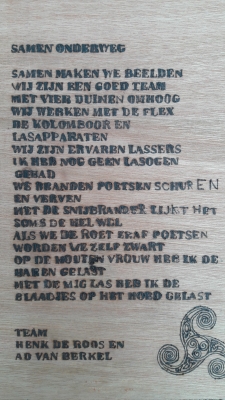 SAMEN ONDERWEG
SAMEN MAKEN WE BEELDEN
WIJ ZIJN EEN GOED TEAM
MET VIER DUIMEN OMHOOG
WIJ WERKEN MET DE FLEX
DE KOLOMBOOR EN
LASAPPARATEN
WIJ ZIJN ERVAREN LASSERS
IK HEB NOG GEEN LASOGEN
GEHAD
WE BRANDEN POETSEN SCHUREN
EN VERVEN
MET DE SNIJBRANDER LIJKT HET
SOMS DE HEL WEL
ALS WE DE ROET ERAF POETSEN
WORDEN WE ZELF ZWART
OP DE HOUTEN VROUW HEB IK DE
HAREN GELAST
MET DE MIG LAS HEB IK DE
BLAADJES OP HET HOED GELAST
TEAM
HENK DE ROOS EN
AD VAN BERKEL